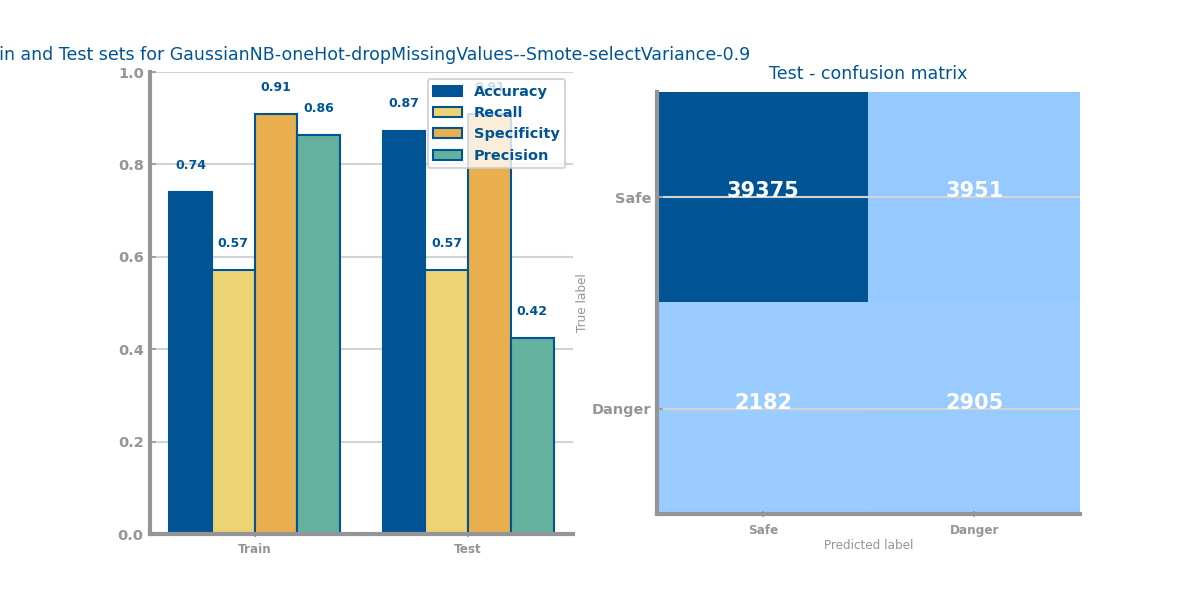 in and Test sets for GaussianNB-oneHot-dropMissingValues--Smote-selectVariance-0.9
1.0
0.8
0.6
0.4
0.2
0.0
0.74
0.57
0.91
0.86
0.87
0.57
0.91
0.42
Accuracy
Recall
Specificity
Precision
Train
Test
Test - confusion matrix
True label
Safe
Danger
39375
3951
2182
2905
Safe
Danger
Predicted label